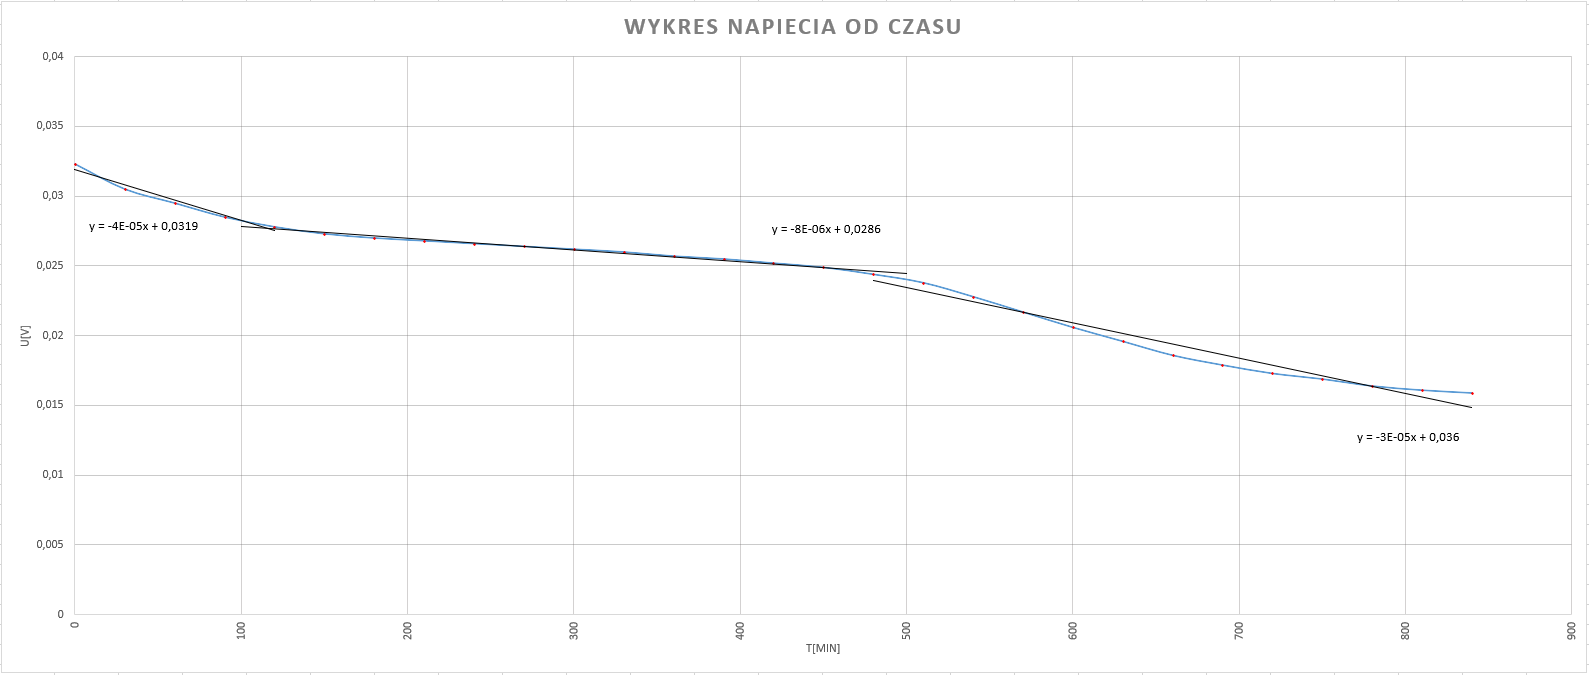 WYKRES NAPIECIA OD CZASU
0,04
0,035
0,03
y = -4E-05x + 0,0319
y = -8E-06x + 0,0286
0,025
0,02
U[V]
0,015
y = -3E-05x + 0,036
0,01
0,005
0
0 100 200 300 400 500 600 700 800 900
T[MIN]